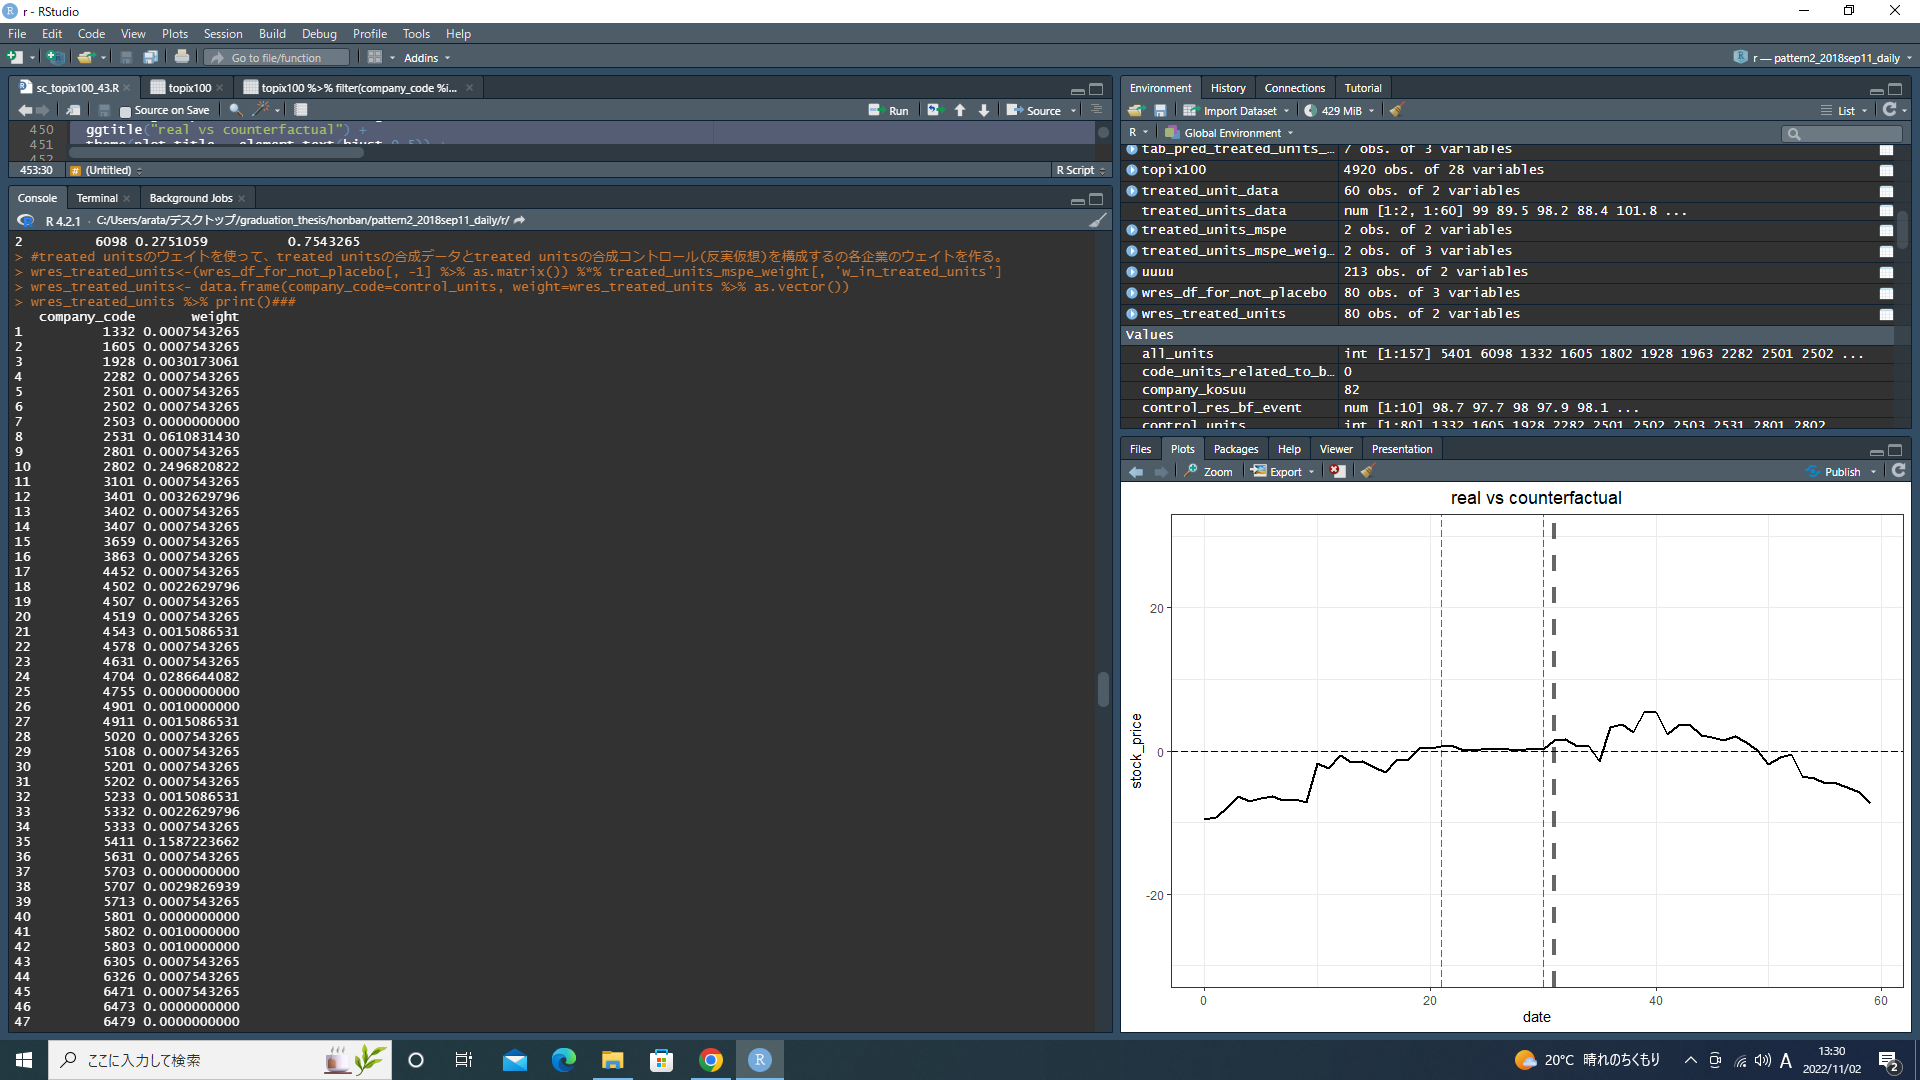 r - RStudio
File Edit Code View Plots Session Build Debug Profile Tools Help
Go to file/function Addins r — pattern2_2018sep11_daily
sc_topix100_43.R topix100 topix100 %>% filter(company_code %i...
Source on Save Run Source
450 ggtitle("real vs counterfactual") +
451
452
453:30 (Untitled) R Script
Console Terminal Background Jobs
R 4.2.1 · C:/Users/arata/デスクトップ/graduation_thesis/honban/pattern2_2018sep11_daily/r/
2 6098 0.2751059 0.7543265
> #treated unitsのウェイトを使って、treated unitsの合成データとtreated unitsの合成コントロール(反実仮想)を構成するの各企業のウェイトを作る。
> wres_treated_units<-(wres_df_for_not_placebo[, -1] %>% as.matrix()) %*% treated_units_mspe_weight[, 'w_in_treated_units']
> wres_treated_units<- data.frame(company_code=control_units, weight=wres_treated_units %>% as.vector())
> wres_treated_units %>% print()###
company_code weight
1 1332 0.0007543265
2 1605 0.0007543265
3 1928 0.0030173061
4 2282 0.0007543265
5 2501 0.0007543265
6 2502 0.0007543265
7 2503 0.0000000000
8 2531 0.0610831430
9 2801 0.0007543265
10 2802 0.2496820822
11 3101 0.0007543265
12 3401 0.0032629796
13 3402 0.0007543265
14 3407 0.0007543265
15 3659 0.0007543265
16 3863 0.0007543265
17 4452 0.0007543265
18 4502 0.0022629796
19 4507 0.0007543265
20 4519 0.0007543265
21 4543 0.0015086531
22 4578 0.0007543265
23 4631 0.0007543265
24 4704 0.0286644082
25 4755 0.0000000000
26 4901 0.0010000000
27 4911 0.0015086531
28 5020 0.0007543265
29 5108 0.0007543265
30 5201 0.0007543265
31 5202 0.0007543265
32 5233 0.0015086531
33 5332 0.0022629796
34 5333 0.0007543265
35 5411 0.1587223662
36 5631 0.0007543265
37 5703 0.0000000000
38 5707 0.0029826939
39 5713 0.0007543265
40 5801 0.0000000000
41 5802 0.0010000000
42 5803 0.0010000000
43 6305 0.0007543265
44 6326 0.0007543265
45 6471 0.0007543265
46 6473 0.0000000000
47 6479 0.0000000000
Environment History Connections Tutorial
Import Dataset 429 MiB List
R Global Environment
tab_pred_treated_units_... 7 obs. of 3 variables
topix100 4920 obs. of 28 variables
treated_unit_data 60 obs. of 2 variables
treated_units_data num [1:2, 1:60] 99 89.5 98.2 88.4 101.8 ...
treated_units_mspe 2 obs. of 2 variables
treated_units_mspe_weig... 2 obs. of 3 variables
uuuu 213 obs. of 2 variables
wres_df_for_not_placebo 80 obs. of 3 variables
wres_treated_units 80 obs. of 2 variables
Values
all_units int [1:157] 5401 6098 1332 1605 1802 1928 1963 2282 2501 2502 ...
code_units_related_to_b... 0
company_kosuu 82
control_res_bf_event num [1:10] 98.7 97.7 98 97.9 98.1 ...
control_units int [1:80] 1332 1605 1928 2282 2501 2502 2503 2531 2801 2802
Files Plots Packages Help Viewer Presentation
Zoom Export Publish
real vs counterfactual
20
0
-20
stock_price
0 20 40 60
date
ここに入力して検索
20°C 晴れのちくもり
A
13:30
2022/11/02
2